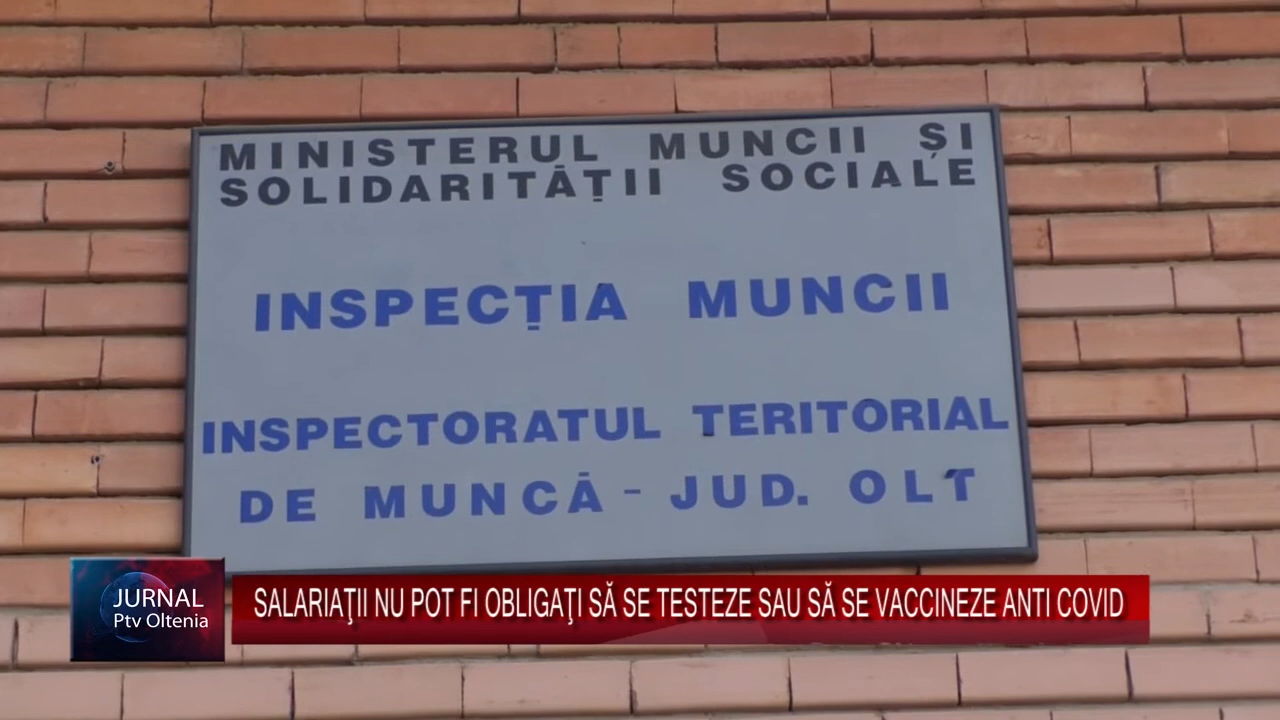 MINISTERUL MUNCII ȘI
SOLIDARITĂȚII SOCIALE
INSPECȚIA MUNCII
INSPECTORATUL TERITORIAL
DE MUNCĂ - JUD. OLT
JURNAL
Ptv Oltenia
SALARIAŢII NU POT FI OBLIGAŢI SĂ SE TESTEZE SAU SĂ SE VACCINEZE ANTI COVID